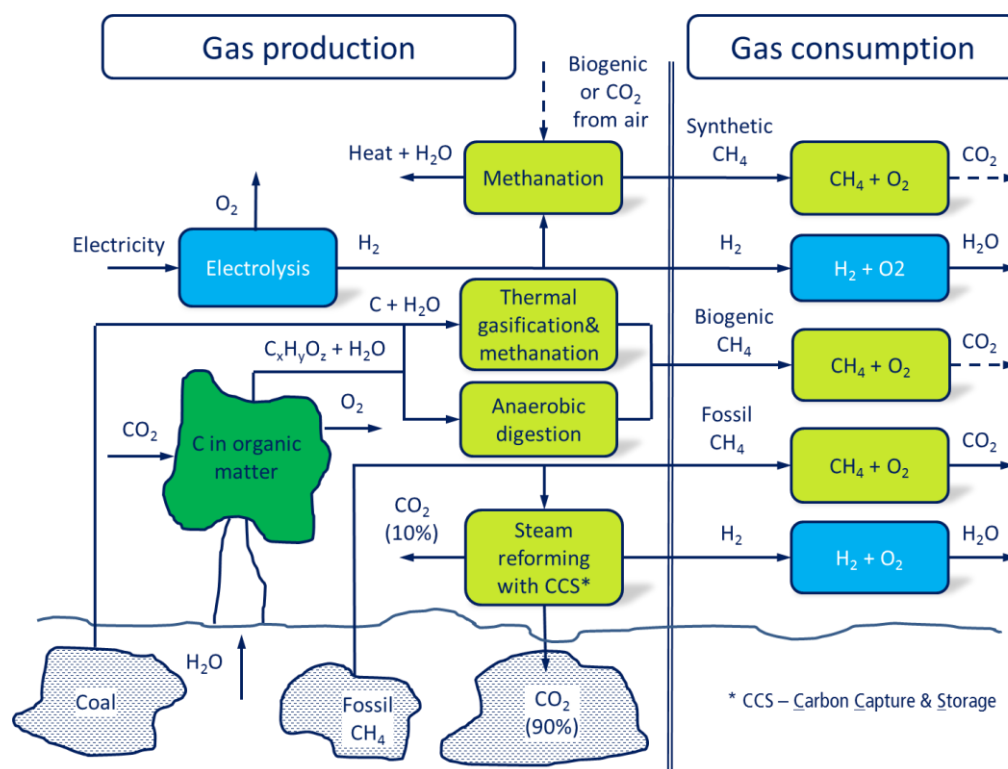 Gas production
Gas consumption
Biogenic
or CO₂
from air
Synthetic
CH₄
Heat + H₂O
Methanation
CH₄ + O₂
CO₂
O₂
Electricity
Electrolysis
H₂
H₂
H₂ + O2
H₂O
C + H₂O
Thermal
gasification&
methanation
Biogenic
CH₄
CₓHᵧO_z + H₂O
CH₄ + O₂
CO₂
CO₂
C in organic
matter
O₂
Anaerobic
digestion
Fossil
CH₄
CH₄ + O₂
CO₂
CO₂
(10%)
Steam
reforming
with CCS*
H₂
H₂ + O₂
H₂O
Coal
H₂O
Fossil
CH₄
CO₂
(90%)
* CCS – Carbon Capture & Storage